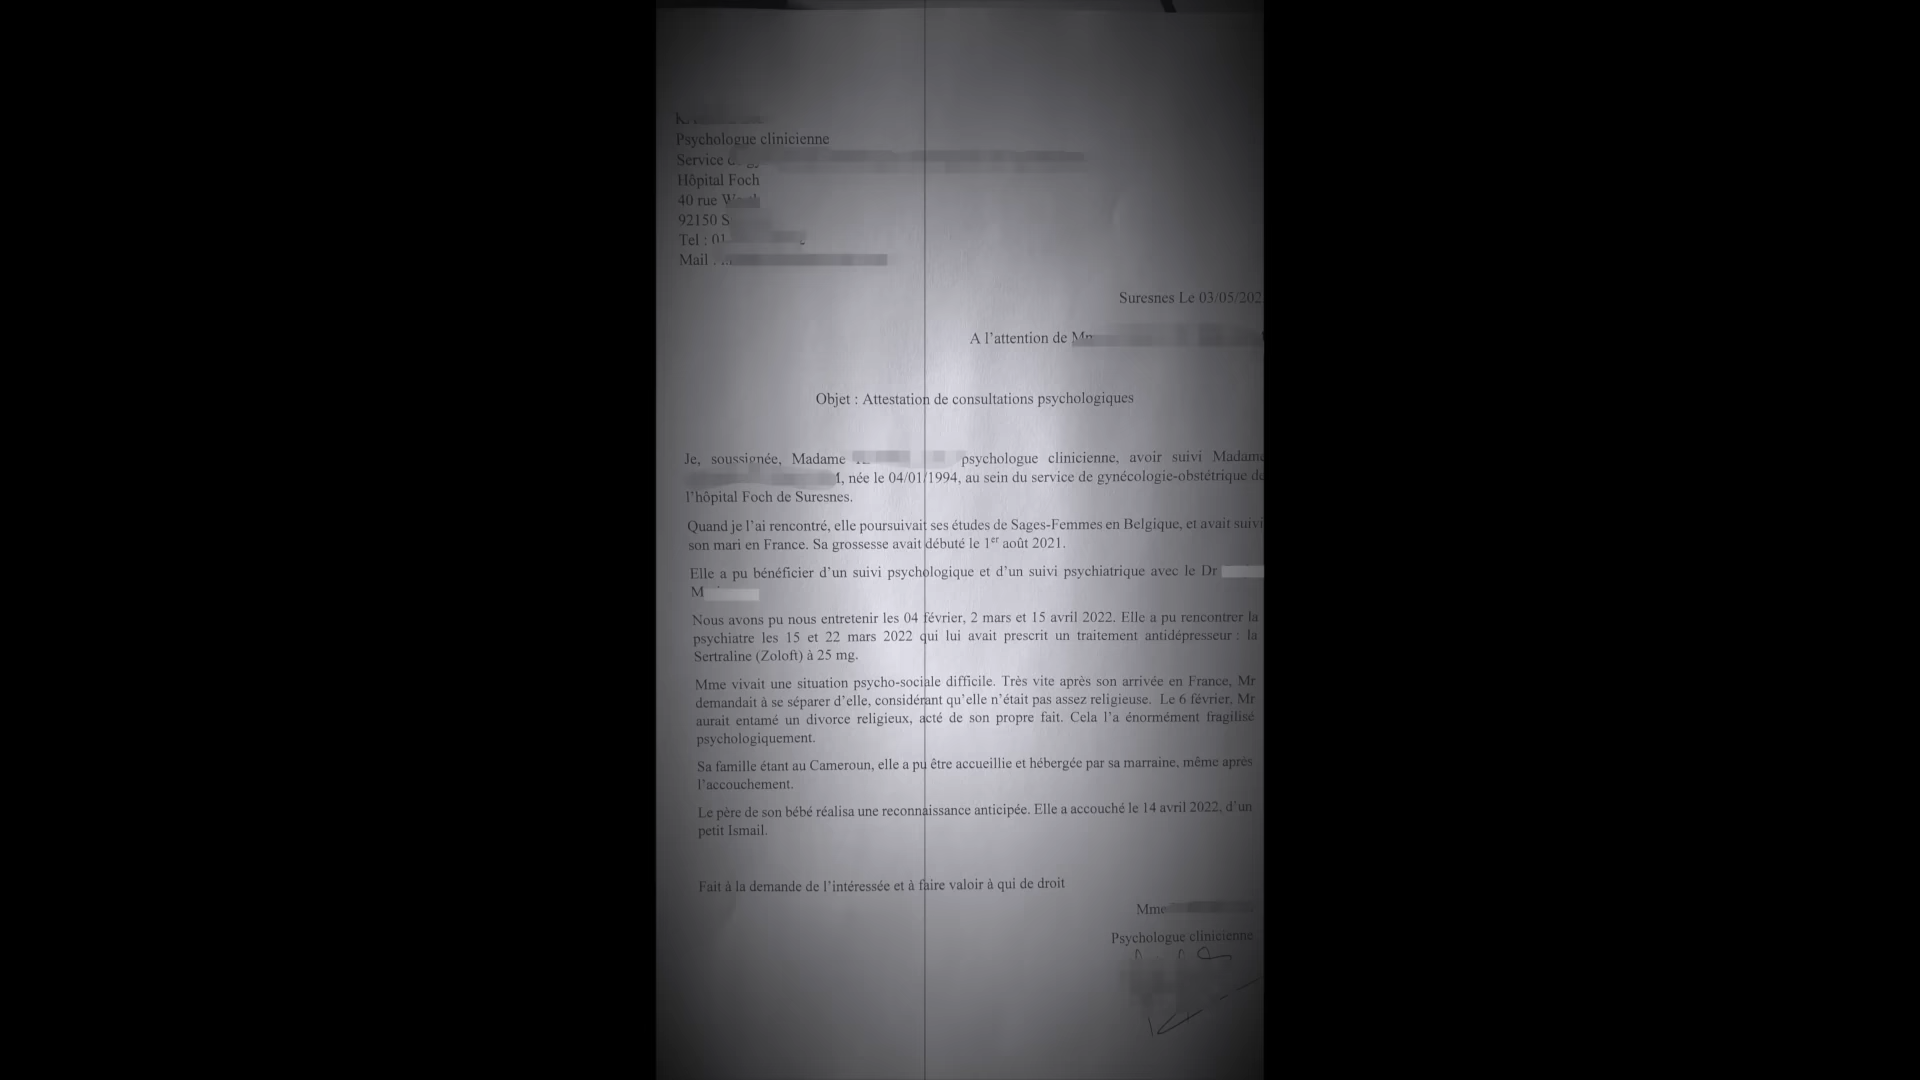 Psychologue clinicienne
Service
Hôpital Foch
40 rue
92150 S
Tel : 01
Mail
Suresnes Le 03/05/202
A l’attention de
Objet : Attestation de consultations psychologiques
Je, soussignée, Madame psychologue clinicienne, avoir suivi Madame
, née le 04/01/1994, au sein du service de gynécologie-obstétrique de
l’hôpital Foch de Suresnes.
Quand je l’ai rencontré, elle poursuivait ses études de Sages-Femmes en Belgique, et avait suivi
son mari en France. Sa grossesse avait débuté le 1er août 2021.
Elle a pu bénéficier d’un suivi psychologique et d’un suivi psychiatrique avec le Dr
M
Nous avons pu nous entretenir les 04 février, 2 mars et 15 avril 2022. Elle a pu rencontrer la
psychiatre les 15 et 22 mars 2022 qui lui avait prescrit un traitement antidépresseur : la
Sertraline (Zoloft) à 25 mg.
Mme vivait une situation psycho-sociale difficile. Très vite après son arrivée en France, Mr
demandait à se séparer d’elle, considérant qu’elle n’était pas assez religieuse. Le 6 février, Mr
aurait entamé un divorce religieux, acté de son propre fait. Cela l’a énormément fragilisé
psychologiquement.
Sa famille étant au Cameroun, elle a pu être accueillie et hébergée par sa marraine, même après
l’accouchement.
Le père de son bébé réalisa une reconnaissance anticipée. Elle a accouché le 14 avril 2022, d’un
petit Ismail.
Fait à la demande de l’intéressée et à faire valoir à qui de droit
Mme
Psychologue clinicienne